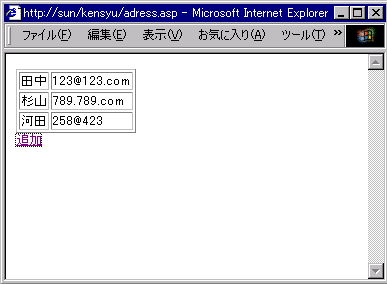 http://sun/kensyu/adress.asp - Microsoft Internet Explorer
ファイル(F) 編集(E) 表示(V) お気に入り(A) ツール(T) »
田中 123@123.com
杉山 789.789.com
河田 258@423
追加